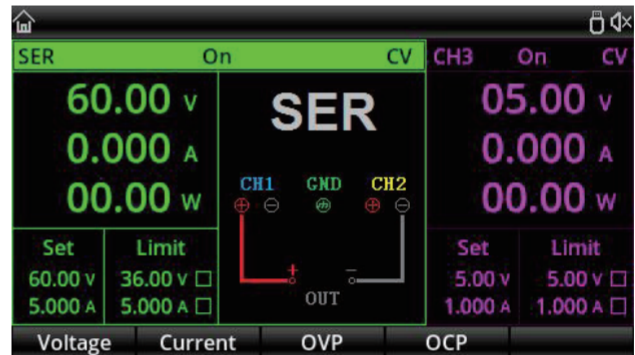 SER On CV CH3 On CV
60.00 V
0.000 A
00.00 W
SER
CH1 GND CH2
+ −
OUT
05.00 V
0.000 A
00.00 W
Set Limit
60.00 V 36.00 V
5.000 A 5.000 A
Set Limit
5.00 V 5.00 V
1.000 A 1.000 A
Voltage Current OVP OCP